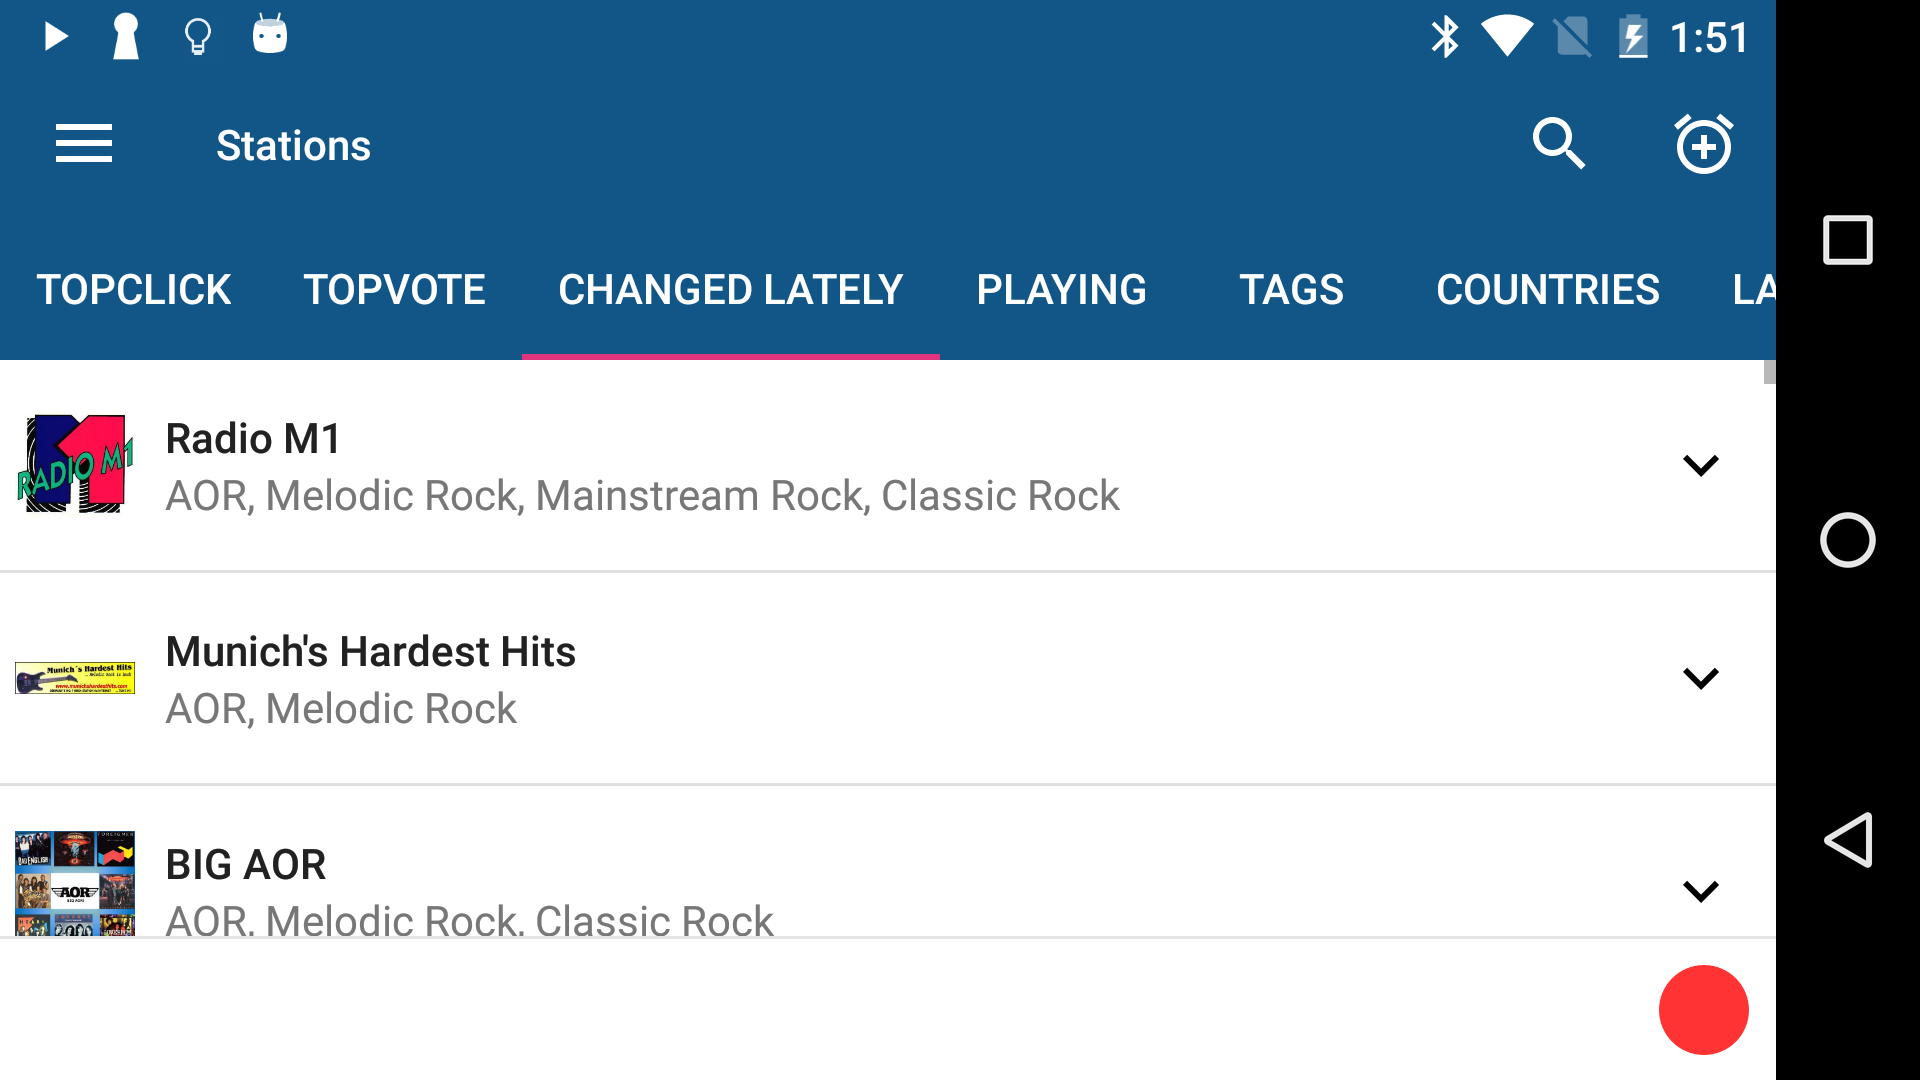 1:51
Stations
TOPCLICK TOPVOTE CHANGED LATELY PLAYING TAGS COUNTRIES LA
RADIO M1
Radio M1
AOR, Melodic Rock, Mainstream Rock, Classic Rock
Munich's Hardest Hits
Munich´s Hardest Hits
AOR, Melodic Rock
AOR
BIG AOR
AOR, Melodic Rock, Classic Rock